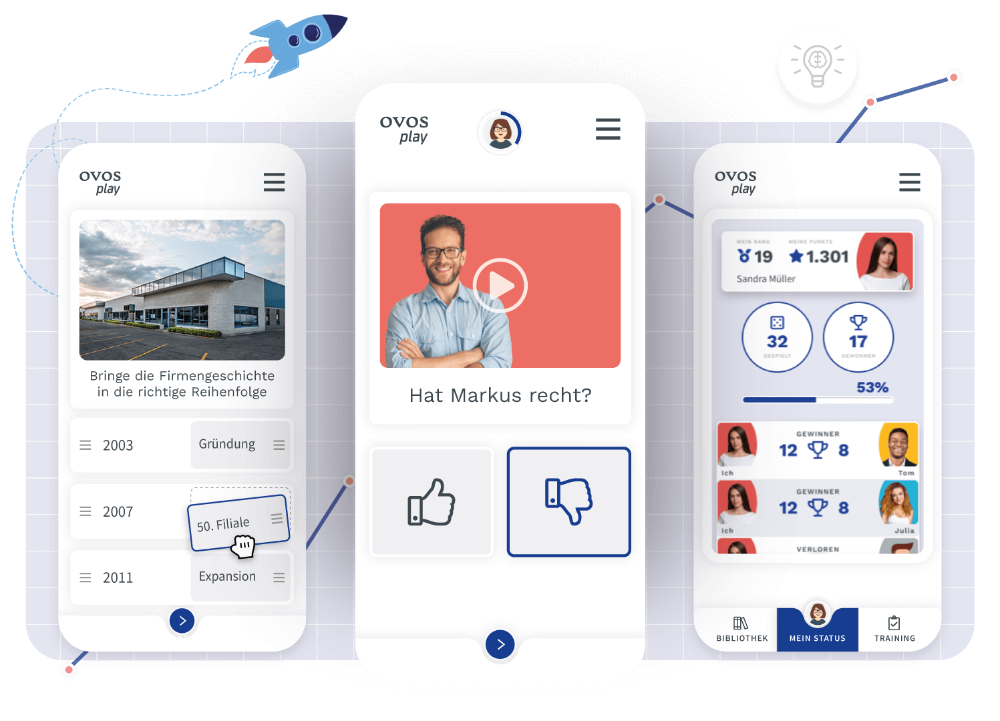 ovos
play
Bringe die Firmengeschichte
in die richtige Reihenfolge
2003
Gründung
2007
50. Filiale
2011
Expansion
ovos
play
Hat Markus recht?
ovos
play
MEIN RANG
MEINE PUNKTE
19
1.301
Sandra Müller
32
GESPIELT
17
GEWONNEN
53%
GEWINNER
12
8
Ich
Tom
GEWINNER
12
8
Ich
Julia
VERLOREN
BIBLIOTHEK
MEIN STATUS
TRAINING